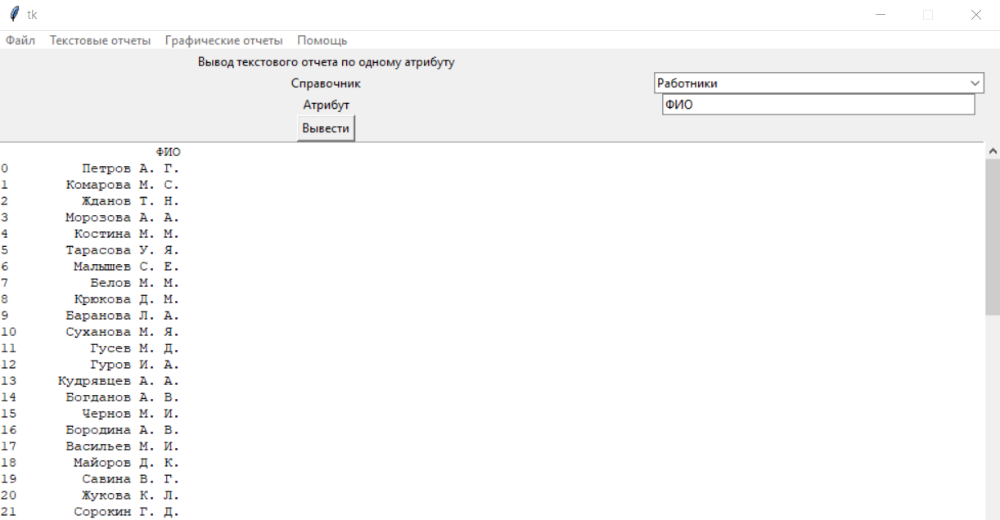 tk
Файл Текстовые отчеты Графические отчеты Помощь
Вывод текстового отчета по одному атрибуту
Справочник Работники
Атрибут ФИО
Вывести
ФИО
0 Петров А. Г.
1 Комарова М. С.
2 Жданов Т. Н.
3 Морозова А. А.
4 Костина М. М.
5 Тарасова У. Я.
6 Малышев С. Е.
7 Белов М. М.
8 Крюкова Д. М.
9 Баранова Л. А.
10 Суханова М. Я.
11 Гусев М. Д.
12 Гуров И. А.
13 Кудрявцев А. А.
14 Богданов А. В.
15 Чернов М. И.
16 Бородина А. В.
17 Васильев М. И.
18 Майоров Д. К.
19 Савина В. Г.
20 Жукова К. Л.
21 Сорокин Г. Д.